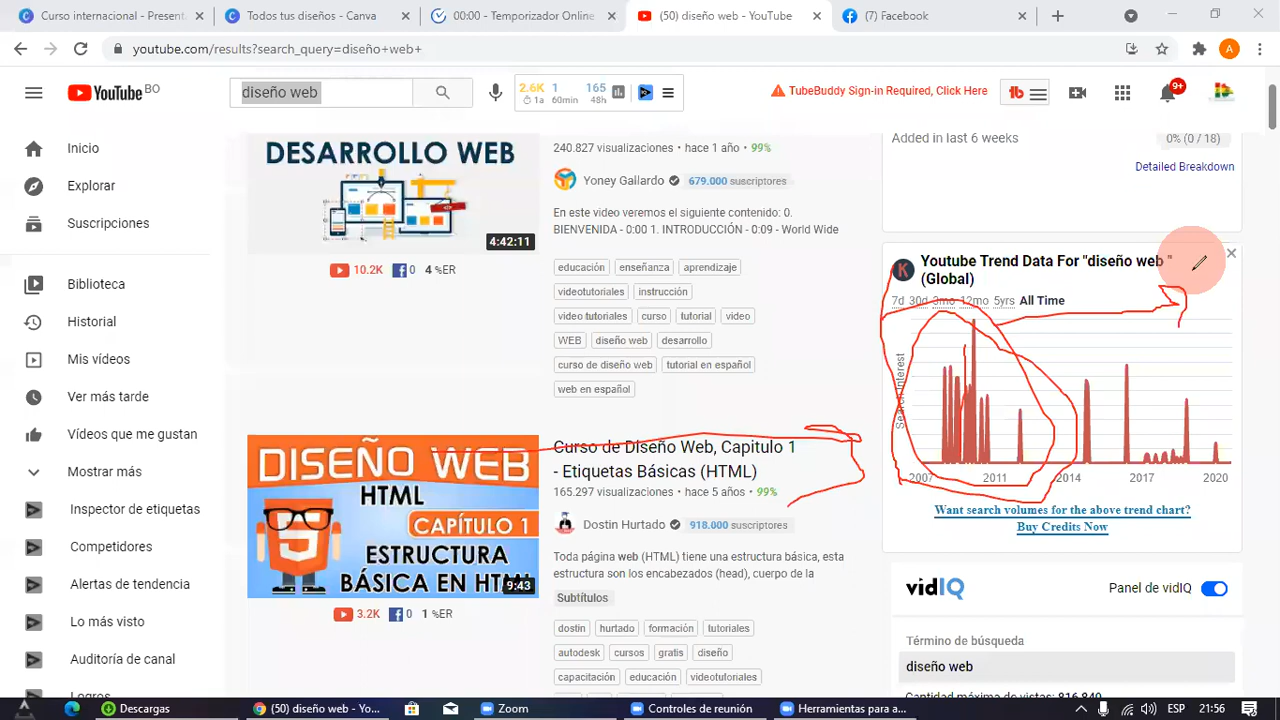 Curso internacional - Present
Todos tus diseños - Canva
00:00 - Temporizador Online
(50) diseño web - YouTube
(7) Facebook
youtube.com/results?search_query=diseño+web+
A
YouTube BO
diseño web
2.6K 1 165
1a 60min 48h
TubeBuddy Sign-in Required, Click Here
9+
Inicio
Explorar
Suscripciones
Biblioteca
Historial
Mis vídeos
Ver más tarde
Vídeos que me gustan
Mostrar más
Inspector de etiquetas
Competidores
Alertas de tendencia
Lo más visto
Auditoría de canal
Logros
DESARROLLO WEB
4:42:11
10.2K 0 4 %ER
240.827 visualizaciones • hace 1 año • 99%
Yoney Gallardo 679.000 suscriptores
En este video veremos el siguiente contenido: 0.
BIENVENIDA - 0:00 1. INTRODUCCIÓN - 0:09 - World Wide
educación enseñanza aprendizaje
videotutoriales instrucción
video tutoriales curso tutorial video
WEB diseño web desarrollo
curso de diseño web tutorial en español
web en español
DISEÑO WEB
HTML
CAPÍTULO 1
ESTRUCTURA
BÁSICA EN HTML
9:43
3.2K 0 1 %ER
Curso de Diseño Web, Capitulo 1
- Etiquetas Básicas (HTML)
165.297 visualizaciones • hace 5 años • 99%
Dostin Hurtado 918.000 suscriptores
Toda página web (HTML) tiene una estructura básica, esta
estructura son los encabezados (head), cuerpo de la
Subtítulos
dostin hurtado formación tutoriales
autodesk cursos gratis diseño
capacitación educación videotutoriales
Added in last 6 weeks 0% (0 / 18)
Detailed Breakdown
K
Youtube Trend Data For "diseño web "
(Global)
7d 30d 3mo 12mo 5yrs All Time
Search Interest
2007 2011 2014 2017 2020
Want search volumes for the above trend chart?
Buy Credits Now
vidIQ
Panel de vidIQ
Término de búsqueda
diseño web
Cantidad máxima de vistas: 816.840
Descargas
(50) diseño web - Yo...
Zoom
Controles de reunión
Herramientas para a...
ESP
21:56